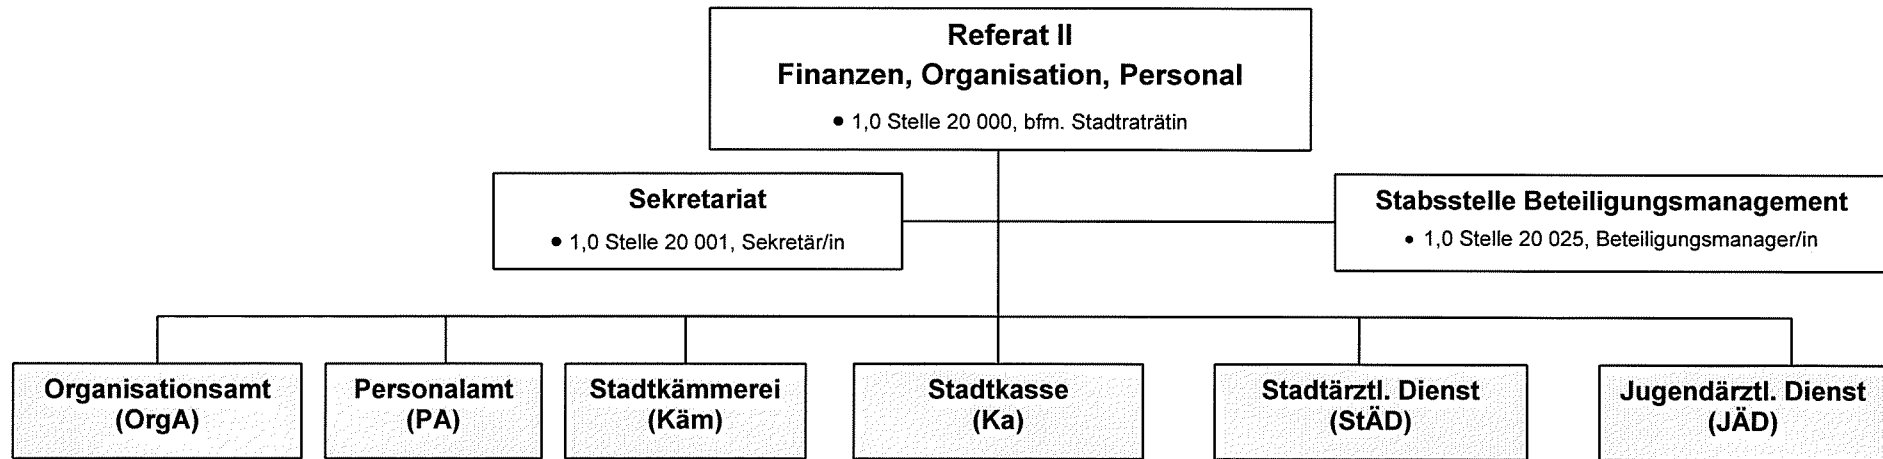 Referat II
Finanzen, Organisation, Personal
• 1,0 Stelle 20 000, bfm. Stadtraträtin
Sekretariat
• 1,0 Stelle 20 001, Sekretär/in
Stabsstelle Beteiligungsmanagement
• 1,0 Stelle 20 025, Beteiligungsmanager/in
Organisationsamt
(OrgA)
Personalamt
(PA)
Stadtkämmerei
(Käm)
Stadtkasse
(Ka)
Stadtärztl. Dienst
(StÄD)
Jugendärztl. Dienst
(JÄD)